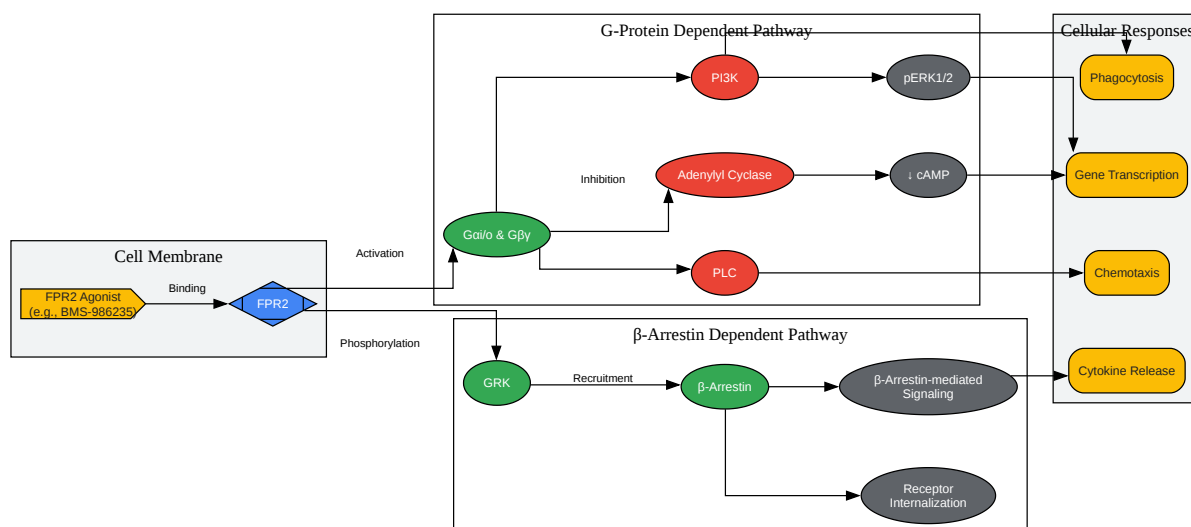 G-Protein Dependent Pathway
Cellular Responses
PI3K
pERK1/2
Phagocytosis
Inhibition
Adenylyl Cyclase
↓ cAMP
Gene Transcription
Gαi/o & Gβγ
Activation
Cell Membrane
PLC
Chemotaxis
Binding
FPR2 Agonist
(e.g., BMS-986235)
FPR2
Phosphorylation
β-Arrestin Dependent Pathway
GRK
Recruitment
β-Arrestin
β-Arrestin-mediated
Signaling
Cytokine Release
Receptor
Internalization